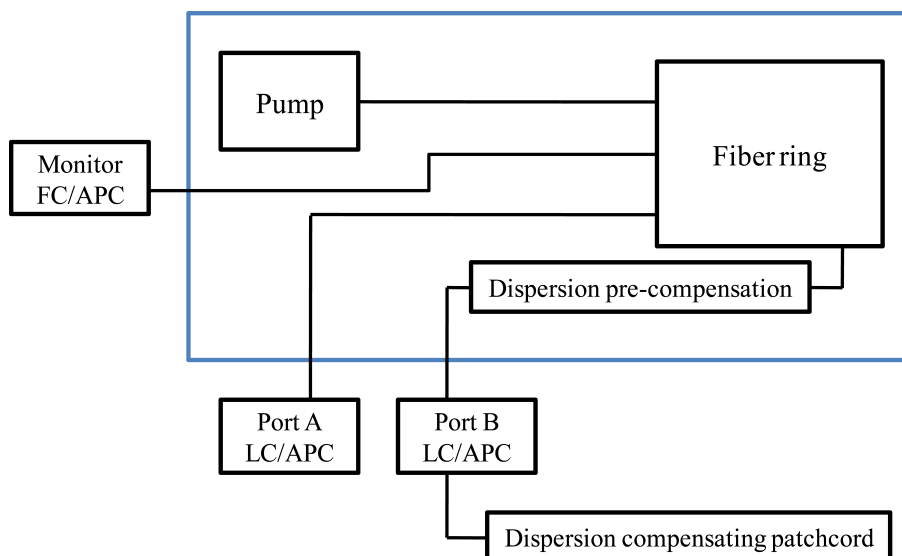 Pump
Fiber ring
Monitor
FC/APC
Dispersion pre-compensation
Port A
LC/APC
Port B
LC/APC
Dispersion compensating patchcord